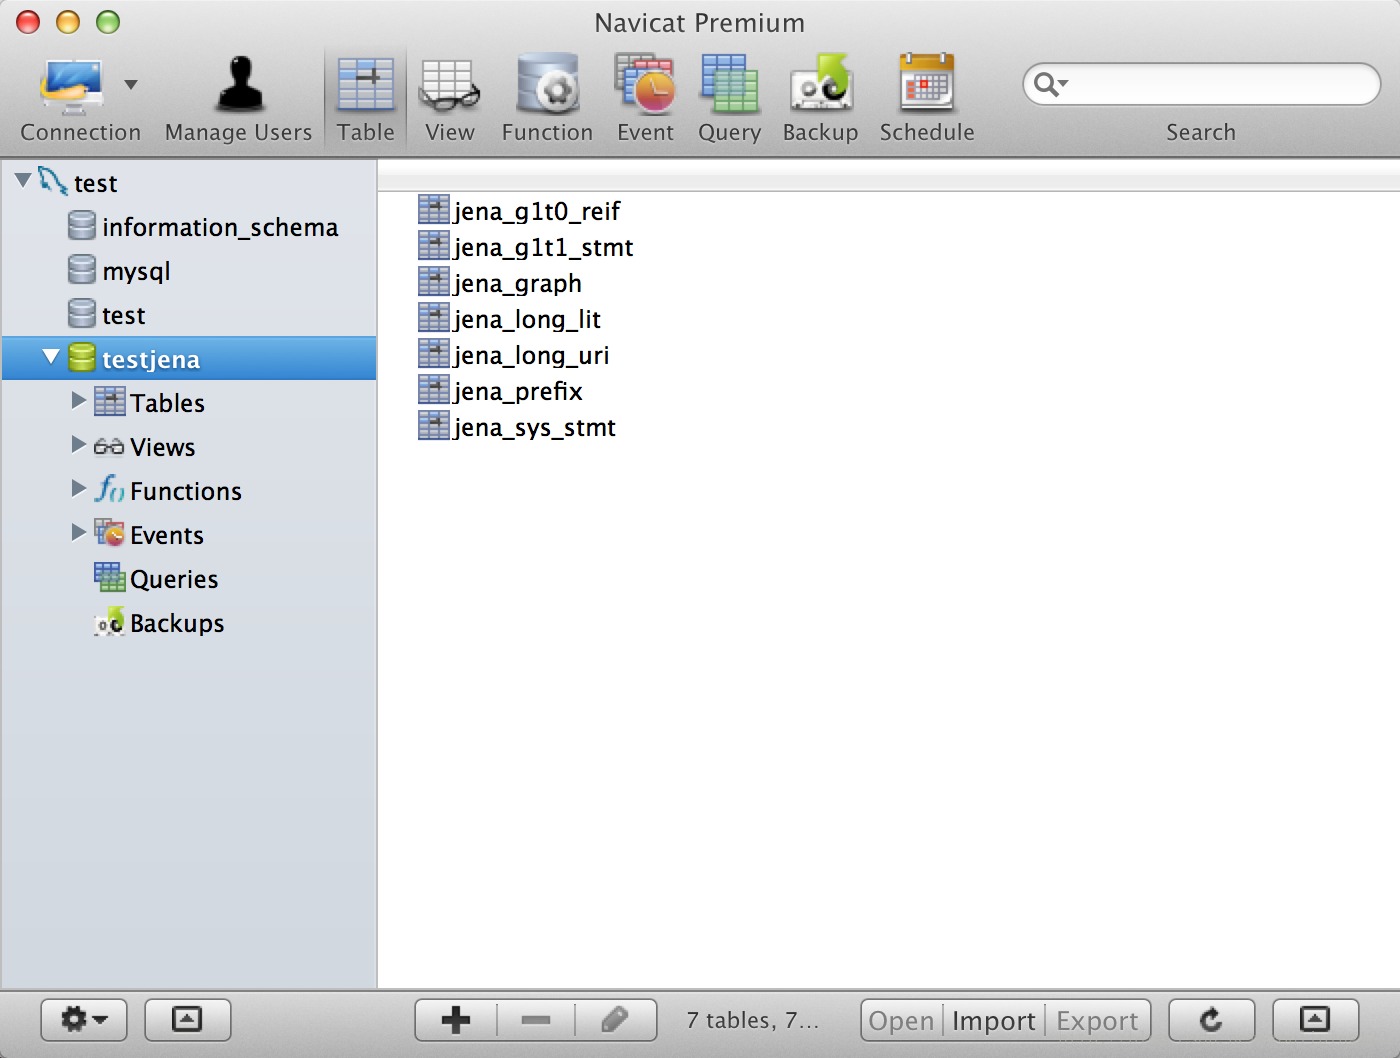 Navicat Premium
Connection
Manage Users
Table
View
Function
Event
Query
Backup
Schedule
Search
test
information_schema
mysql
test
testjena
Tables
Views
Functions
Events
Queries
Backups
jena_g1t0_reif
jena_g1t1_stmt
jena_graph
jena_long_lit
jena_long_uri
jena_prefix
jena_sys_stmt
7 tables, 7...
Open
Import
Export